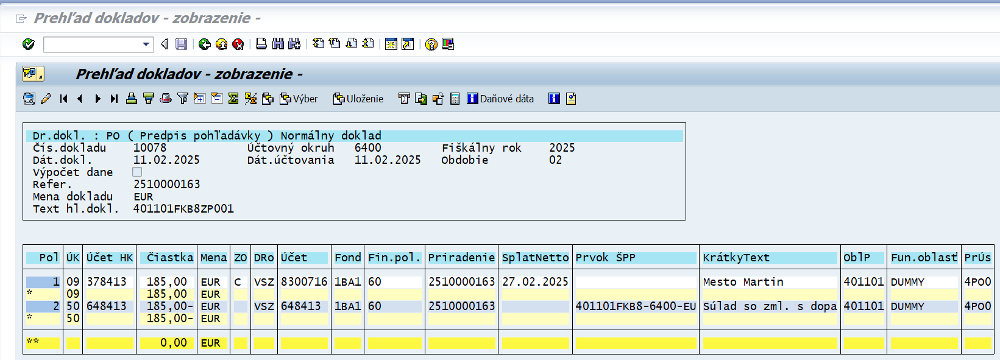 Prehľad dokladov - zobrazenie -
Prehľad dokladov - zobrazenie -
Výber Uloženie Daňové dáta
Dr.dokl. : PO ( Predpis pohľadávky ) Normálny doklad
Čís.dokladu 10078 Účtovný okruh 6400 Fiškálny rok 2025
Dát.dokl. 11.02.2025 Dát.účtovania 11.02.2025 Obdobie 02
Výpočet dane
Refer. 2510000163
Mena dokladu EUR
Text hl.dokl. 401101FKB8ZP001
Pol ÚK Účet HK Čiastka Mena ZO DRo Účet Fond Fin.pol. Priradenie SplatNetto Prvok ŠPP KrátkyText OblP Fun.oblasť PrÚs
1 09 378413 185,00 EUR C VSZ 8300716 1BA1 60 2510000163 27.02.2025 Mesto Martin 401101 DUMMY 4PO0
* 09 185,00 EUR
2 50 648413 185,00- EUR VSZ 648413 1BA1 60 2510000163 401101FKB8-6400-EU Súlad so zml. s dopa 401101 DUMMY 4PO0
* 50 185,00- EUR
** 0,00 EUR